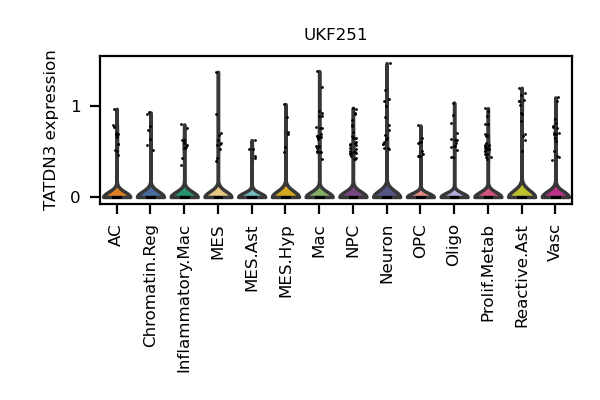 UKF251
TATDN3 expression
1
0
AC
Chromatin.Reg
Inflammatory.Mac
MES
MES.Ast
MES.Hyp
Mac
NPC
Neuron
OPC
Oligo
Prolif.Metab
Reactive.Ast
Vasc